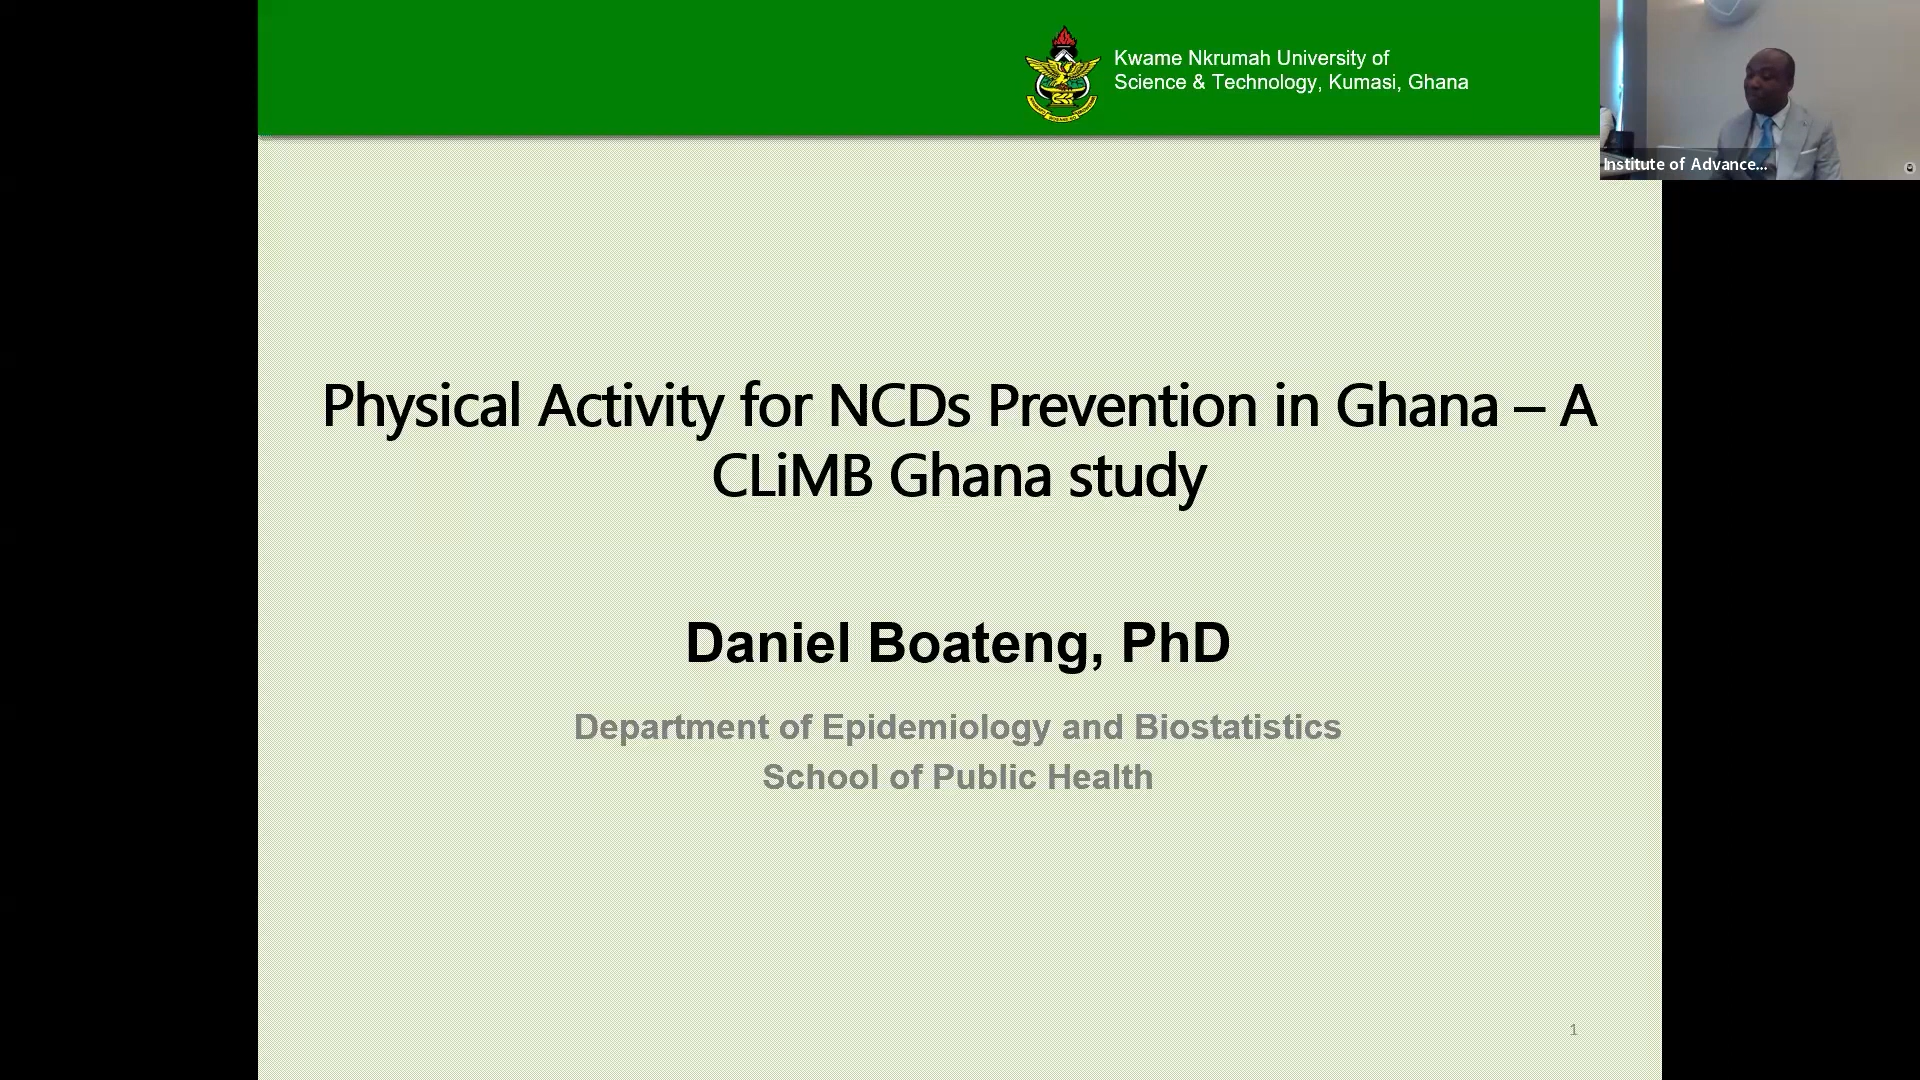 Kwame Nkrumah University of
Science & Technology, Kumasi, Ghana
Institute of Advance...
Physical Activity for NCDs Prevention in Ghana – A
CLiMB Ghana study
Daniel Boateng, PhD
Department of Epidemiology and Biostatistics
School of Public Health
1